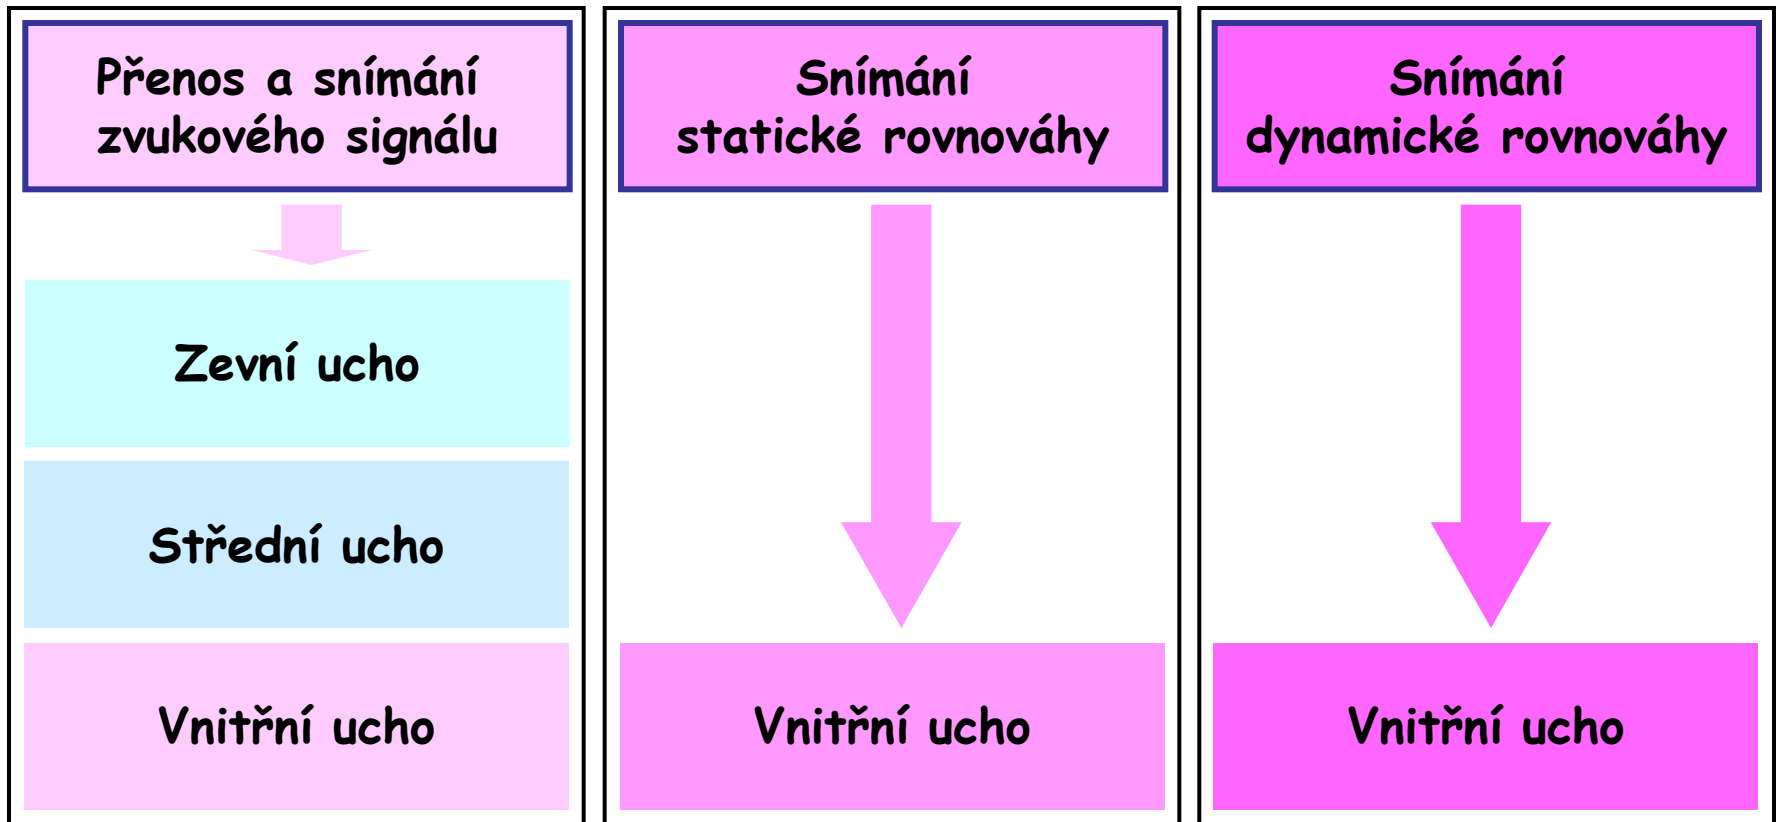 Přenos a snímání
zvukového signálu
Zevní ucho
Střední ucho
Vnitřní ucho
Snímání
statické rovnováhy
Vnitřní ucho
Snímání
dynamické rovnováhy
Vnitřní ucho